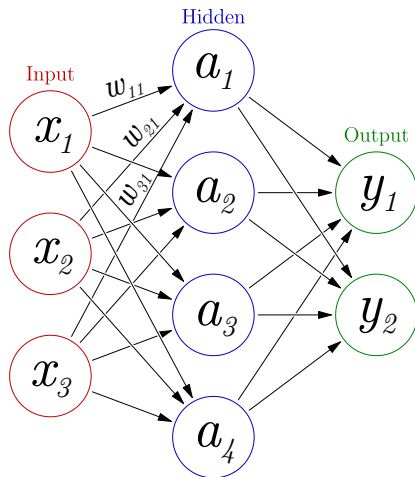 Hidden
Input
Output
w₁₁
w₂₁
w₃₁
x₁
x₂
x₃
a₁
a₂
a₃
a₄
y₁
y₂